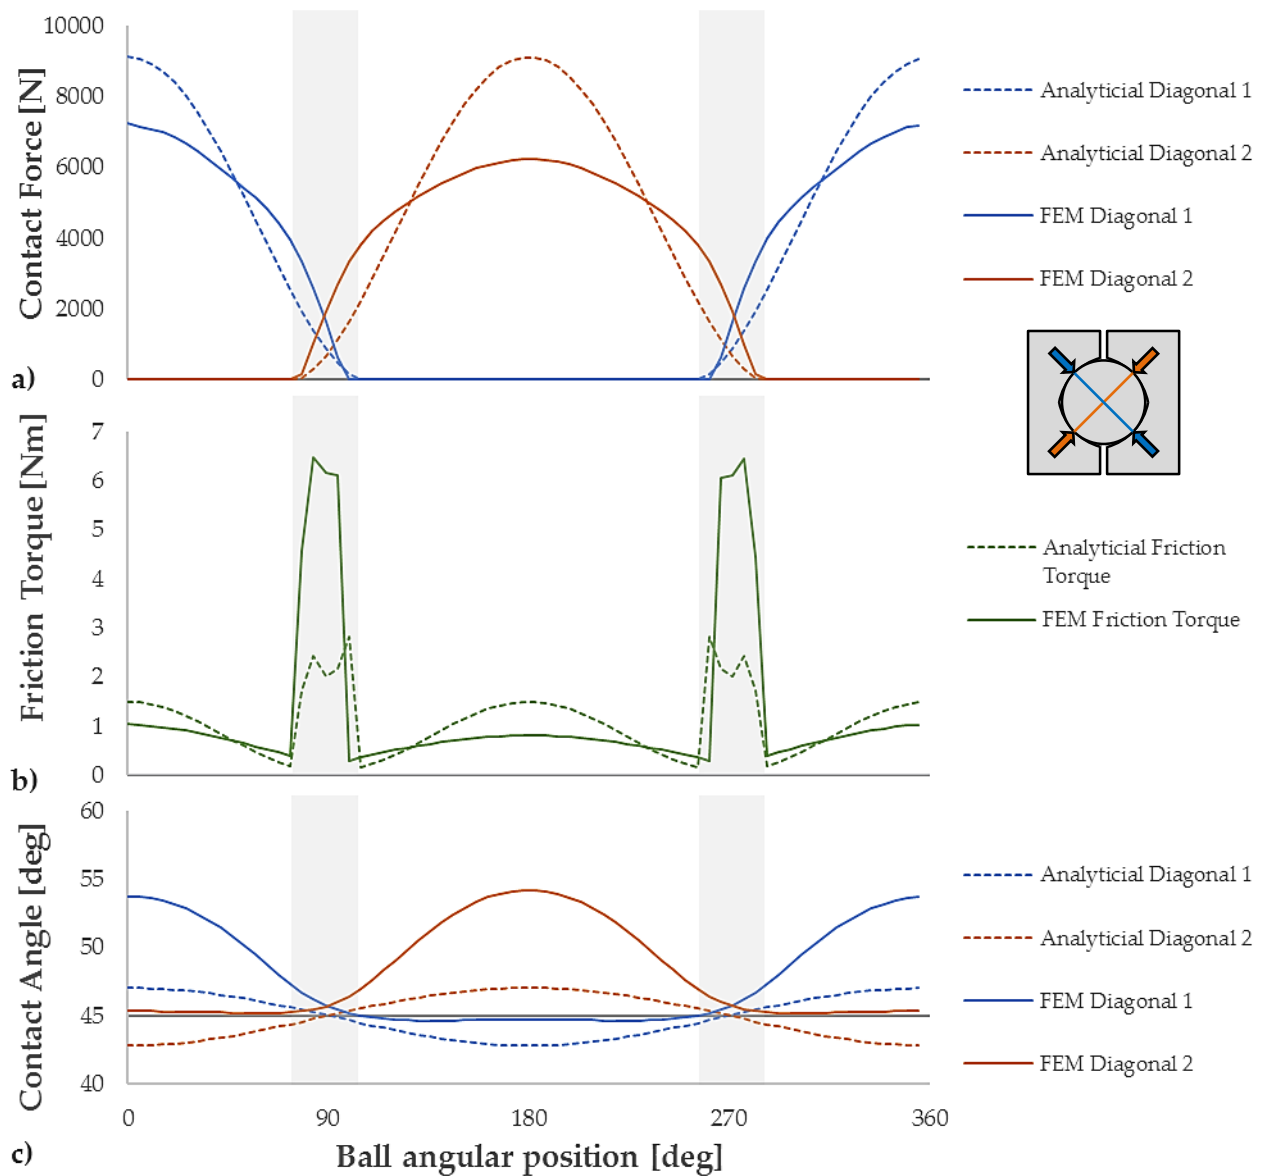 10000
8000
6000
4000
2000
0
Contact Force [N]
a)
Analyticial Diagonal 1
Analyticial Diagonal 2
FEM Diagonal 1
FEM Diagonal 2
7
6
5
4
3
2
1
0
Friction Torque [Nm]
b)
Analyticial Friction
Torque
FEM Friction Torque
60
55
50
45
40
Contact Angle [deg]
c)
Analyticial Diagonal 1
Analyticial Diagonal 2
FEM Diagonal 1
FEM Diagonal 2
0 90 180 270 360
Ball angular position [deg]